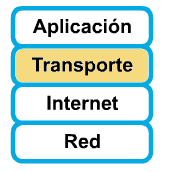 Aplicación
Transporte
Internet
Red